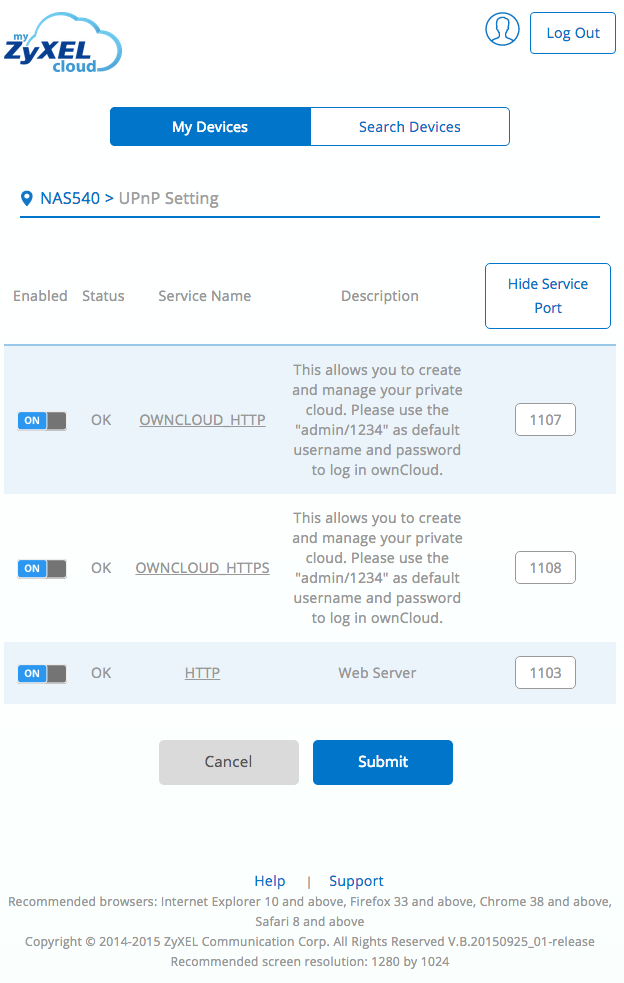 my
ZyXEL
cloud
Log Out
My Devices
Search Devices
NAS540 > UPnP Setting
Enabled
Status
Service Name
Description
Hide Service
Port
ON
OK
OWNCLOUD_HTTP
This allows you to create
and manage your private
cloud. Please use the
"admin/1234" as default
username and password
to log in ownCloud.
1107
ON
OK
OWNCLOUD_HTTPS
This allows you to create
and manage your private
cloud. Please use the
"admin/1234" as default
username and password
to log in ownCloud.
1108
ON
OK
HTTP
Web Server
1103
Cancel
Submit
Help | Support
Recommended browsers: Internet Explorer 10 and above, Firefox 33 and above, Chrome 38 and above,
Safari 8 and above
Copyright © 2014-2015 ZyXEL Communication Corp. All Rights Reserved V.B.20150925_01-release
Recommended screen resolution: 1280 by 1024